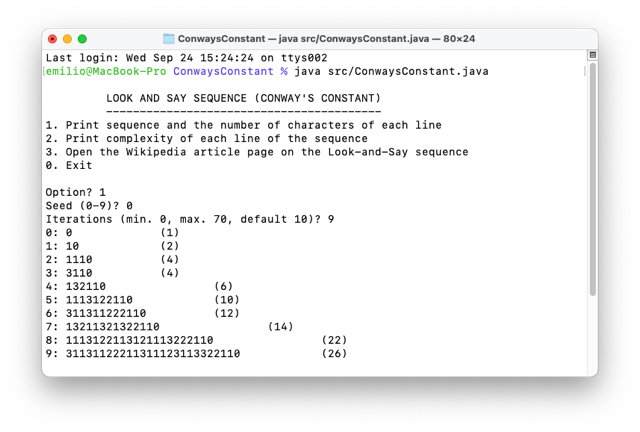 ConwaysConstant — java src/ConwaysConstant.java — 80×24
Last login: Wed Sep 24 15:24:24 on ttys002
[emilio@MacBook-Pro ConwaysConstant % java src/ConwaysConstant.java ]
LOOK AND SAY SEQUENCE (CONWAY'S CONSTANT)
-----------------------------------------
1. Print sequence and the number of characters of each line
2. Print complexity of each line of the sequence
3. Open the Wikipedia article page on the Look-and-Say sequence
0. Exit
Option? 1
Seed (0-9)? 0
Iterations (min. 0, max. 70, default 10)? 9
0: 0 (1)
1: 10 (2)
2: 1110 (4)
3: 3110 (4)
4: 132110 (6)
5: 1113122110 (10)
6: 311311222110 (12)
7: 13211321322110 (14)
8: 1113122113121113222110 (22)
9: 31131122211311123113322110 (26)